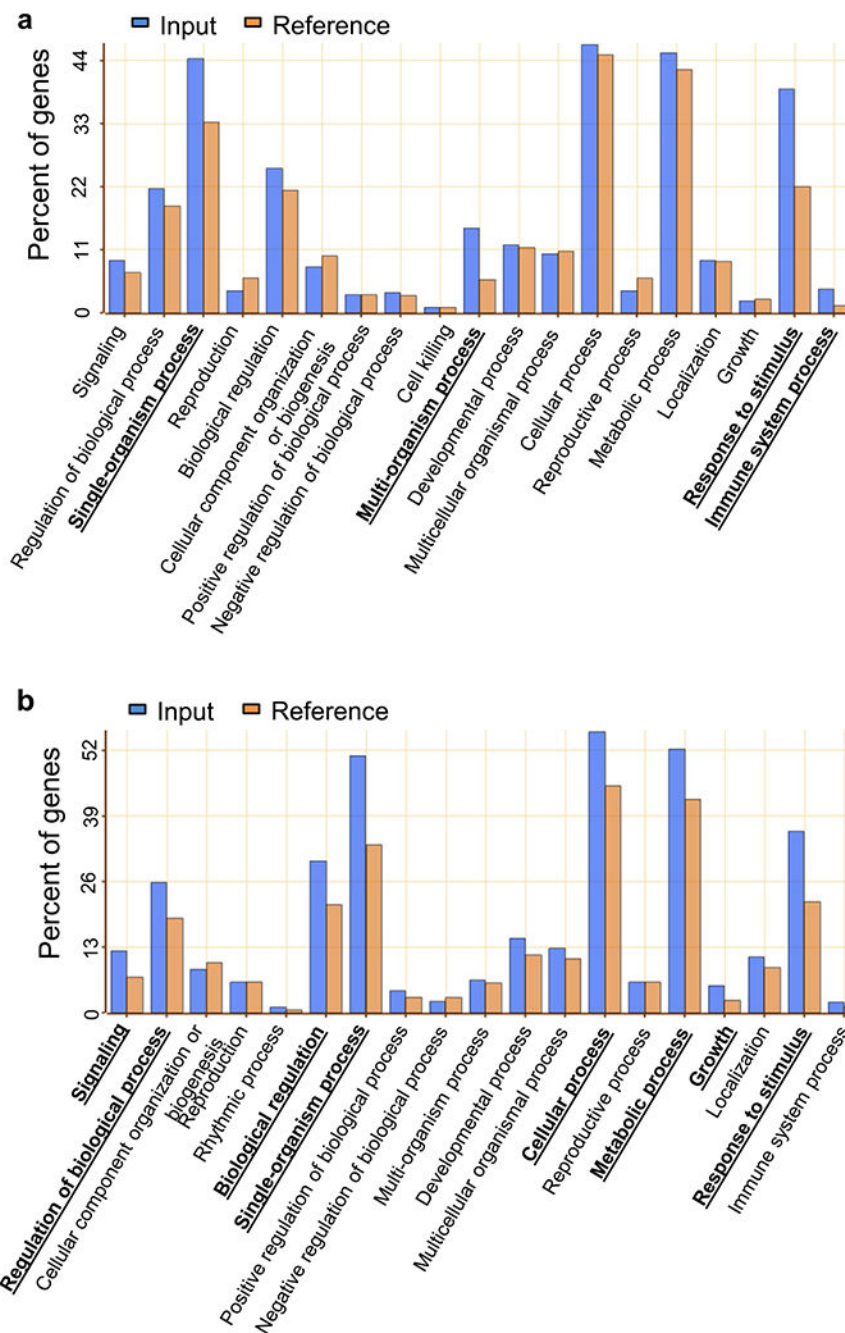 a
Input Reference
Percent of genes
44
33
22
11
0
Signaling
Regulation of biological process
Single-organism process
Reproduction
Biological regulation
Cellular component organization
or biogenesis
Positive regulation of biological process
Negative regulation of biological process
Cell killing
Multi-organism process
Developmental process
Multicellular organismal process
Cellular process
Reproductive process
Metabolic process
Localization
Growth
Response to stimulus
Immune system process
b
Input Reference
Percent of genes
52
39
26
13
0
Signaling
Regulation of biological process
Cellular component organization or
biogenesis
Reproduction
Rhythmic process
Biological regulation
Single-organism process
Positive regulation of biological process
Negative regulation of biological process
Multi-organism process
Developmental process
Multicellular organismal process
Cellular process
Reproductive process
Metabolic process
Growth
Localization
Response to stimulus
Immune system process